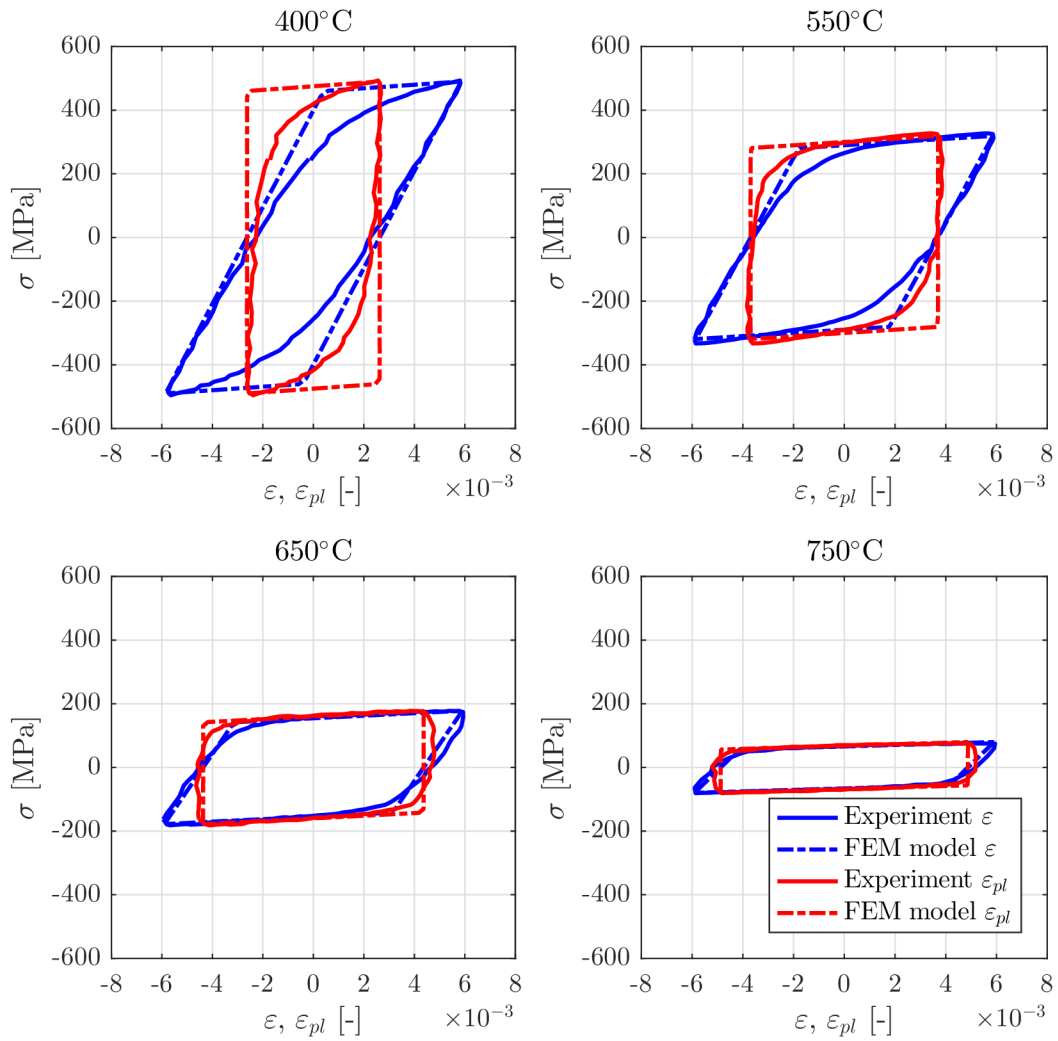 400°C
600
400
200
0
-200
-400
-600
σ [MPa]
-8 -6 -4 -2 0 2 4 6 8
ε, ε_pl [-] ×10⁻³
550°C
600
400
200
0
-200
-400
-600
σ [MPa]
-8 -6 -4 -2 0 2 4 6 8
ε, ε_pl [-] ×10⁻³
650°C
600
400
200
0
-200
-400
-600
σ [MPa]
-8 -6 -4 -2 0 2 4 6 8
ε, ε_pl [-] ×10⁻³
750°C
600
400
200
0
-200
-400
-600
σ [MPa]
Experiment ε
FEM model ε
Experiment ε_pl
FEM model ε_pl
-8 -6 -4 -2 0 2 4 6 8
ε, ε_pl [-] ×10⁻³